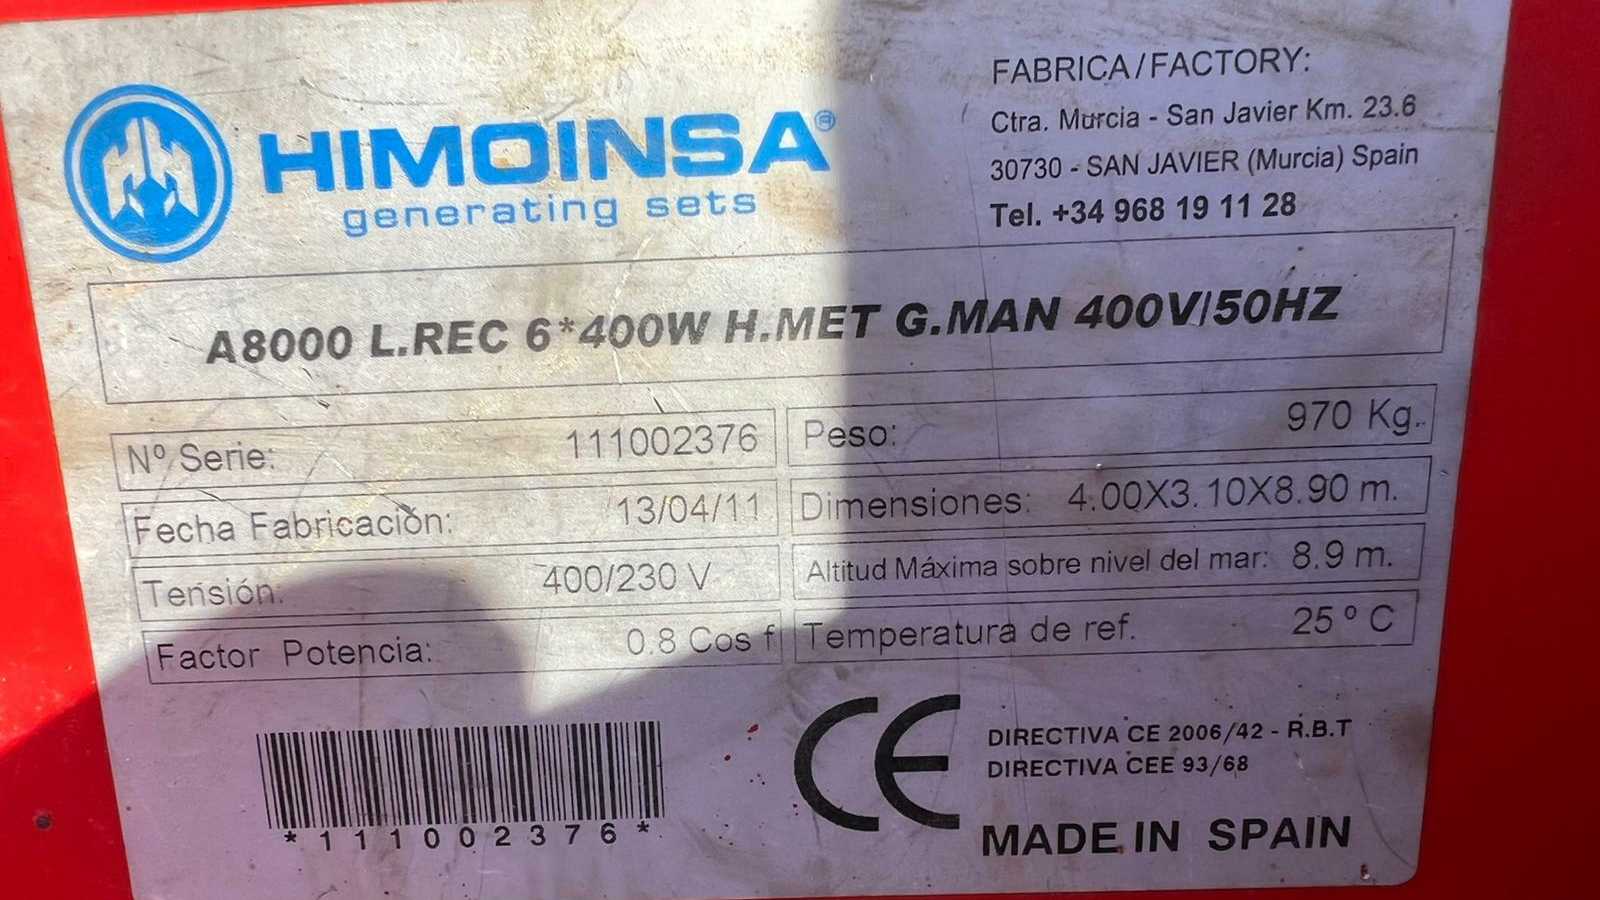 HIMOINSA®
generating sets
FABRICA/FACTORY:
Ctra. Murcia - San Javier Km. 23.6
30730 - SAN JAVIER (Murcia) Spain
Tel. +34 968 19 11 28
A8000 L.REC 6*400W H.MET G.MAN 400V/50HZ
Nº Serie: 111002376
Peso: 970 Kg.
Fecha Fabricación: 13/04/11
Dimensiones: 4.00X3.10X8.90 m.
Tensión: 400/230 V
Altitud Máxima sobre nivel del mar: 8.9 m.
Factor Potencia: 0.8 Cos f
Temperatura de ref. 25 º C
*111002376*
CE
DIRECTIVA CE 2006/42 - R.B.T
DIRECTIVA CEE 93/68
MADE IN SPAIN